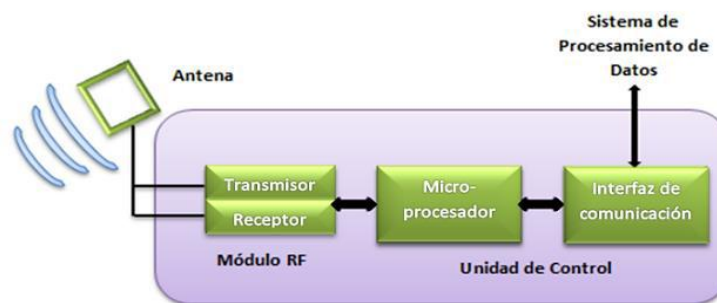 Sistema de
Procesamiento de
Datos
Antena
Transmisor
Receptor
Micro-
procesador
Interfaz de
comunicación
Módulo RF
Unidad de Control